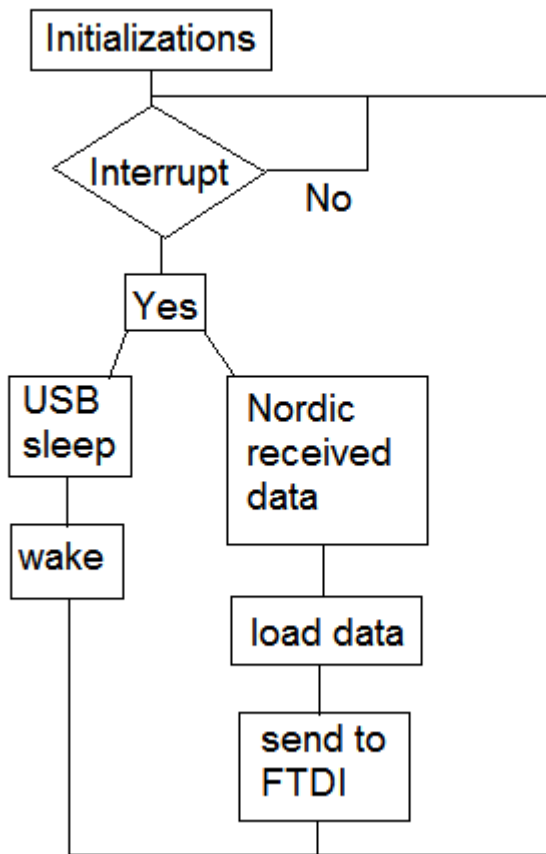 Initializations
Interrupt
No
Yes
USB
sleep
Nordic
received
data
wake
load data
send to
FTDI